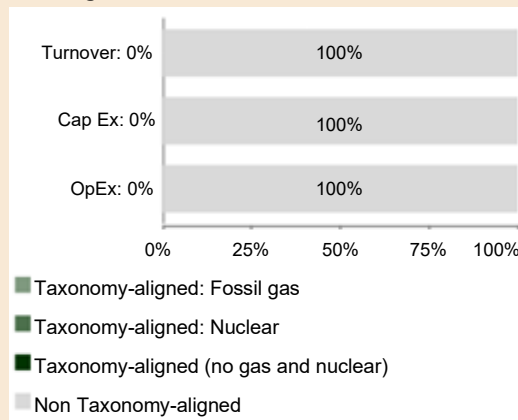 Turnover: 0% 100%
Cap Ex: 0% 100%
OpEx: 0% 100%
0% 25% 50% 75% 100%
Taxonomy-aligned: Fossil gas
Taxonomy-aligned: Nuclear
Taxonomy-aligned (no gas and nuclear)
Non Taxonomy-aligned